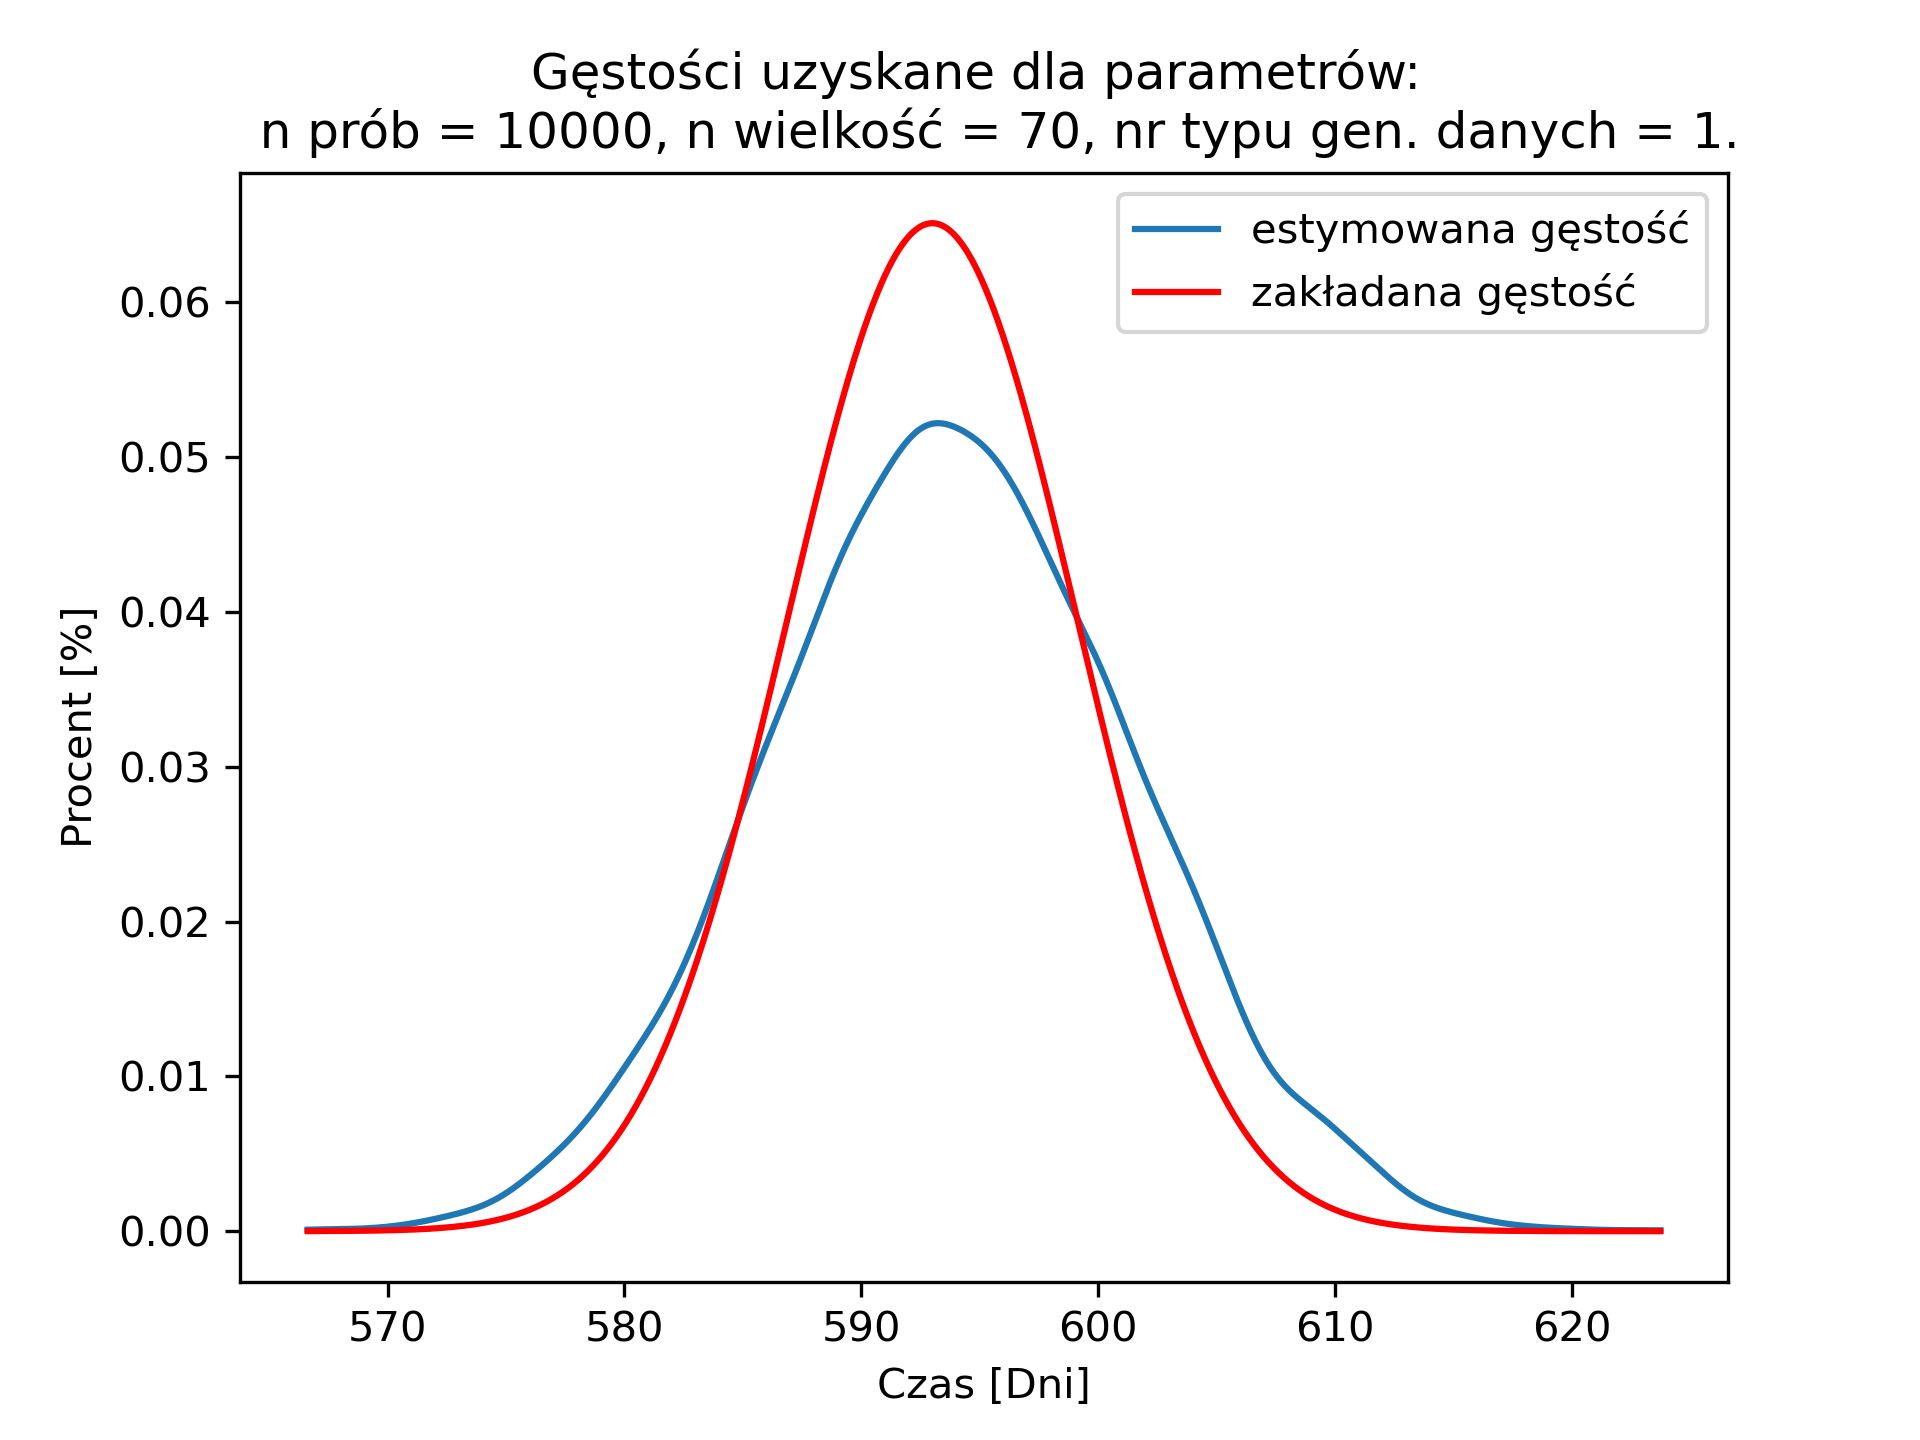 Gęstości uzyskane dla parametrów:
n prób = 10000, n wielkość = 70, nr typu gen. danych = 1.
estymowana gęstość
zakładana gęstość
0.06
0.05
0.04
0.03
0.02
0.01
0.00
Procent [%]
570 580 590 600 610 620
Czas [Dni]